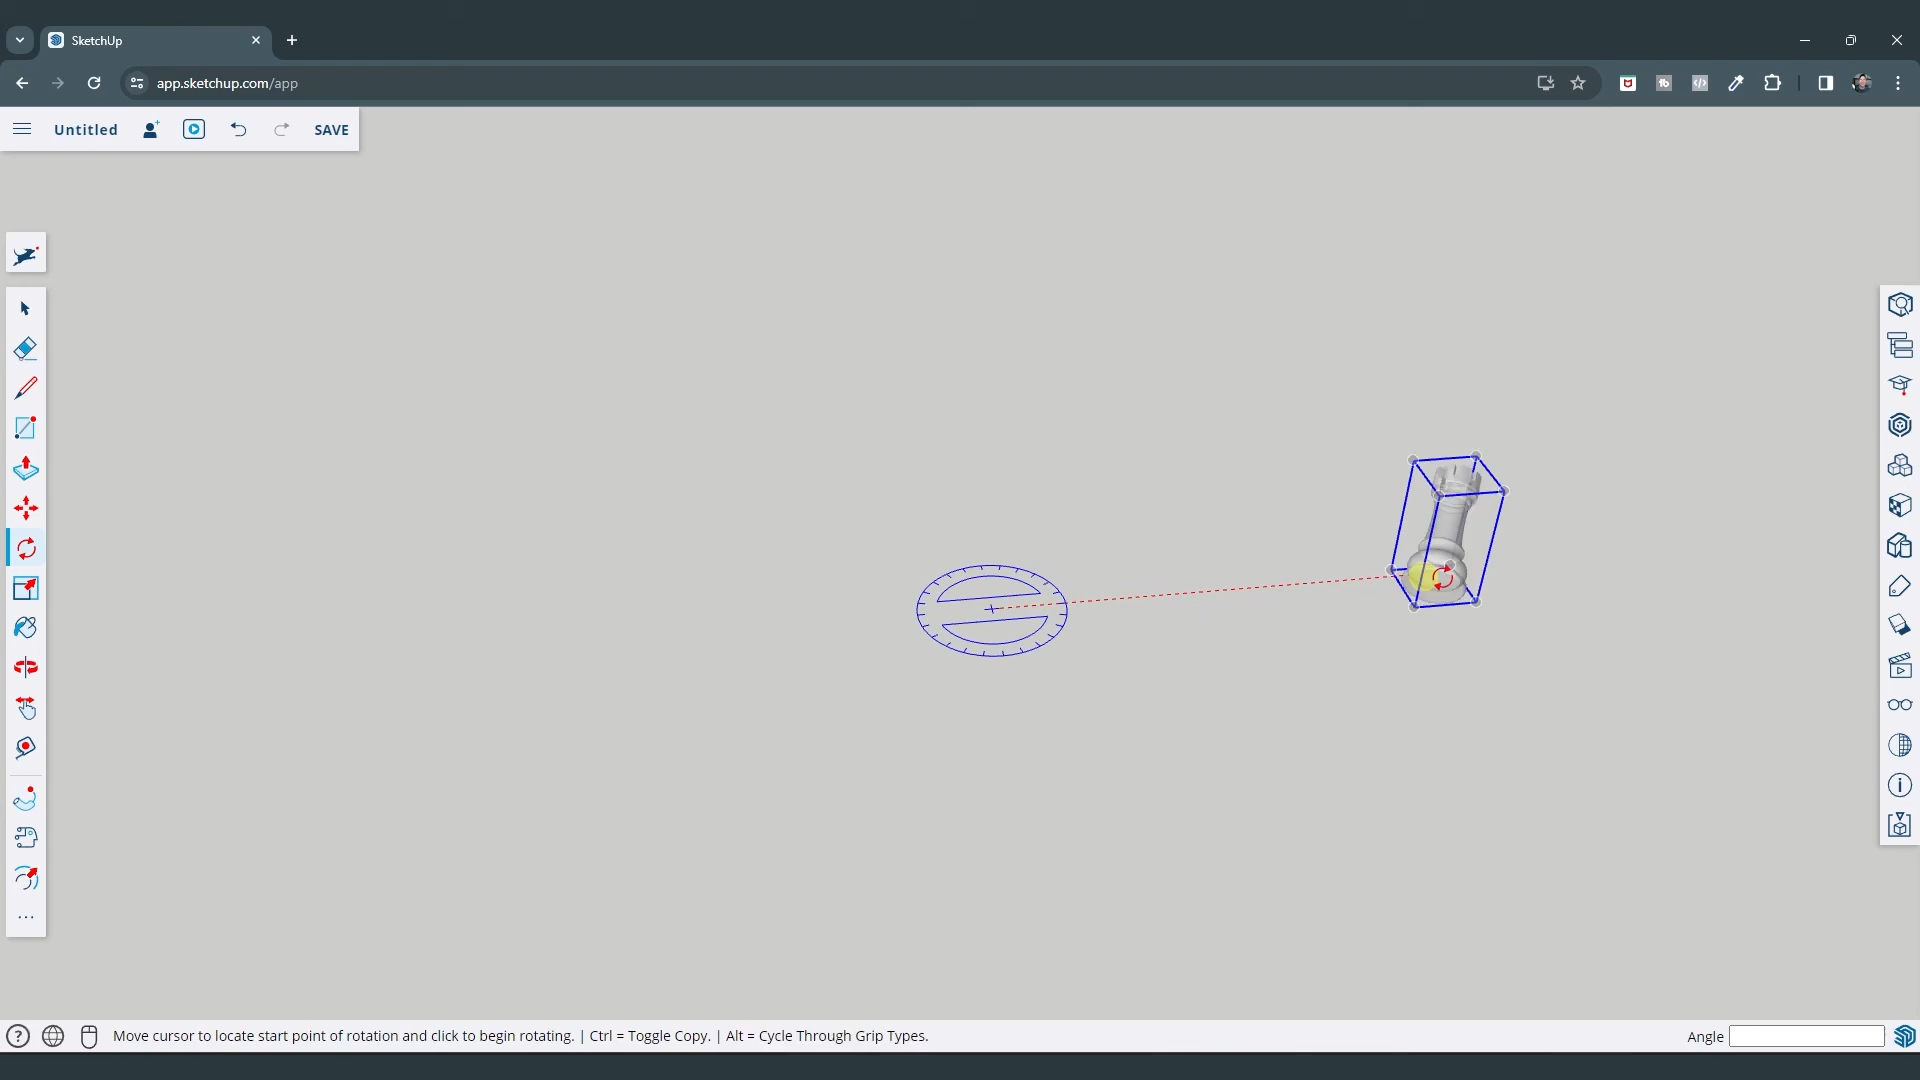 SketchUp
app.sketchup.com/app
Untitled
SAVE
Move cursor to locate start point of rotation and click to begin rotating. | Ctrl = Toggle Copy. | Alt = Cycle Through Grip Types.
Angle